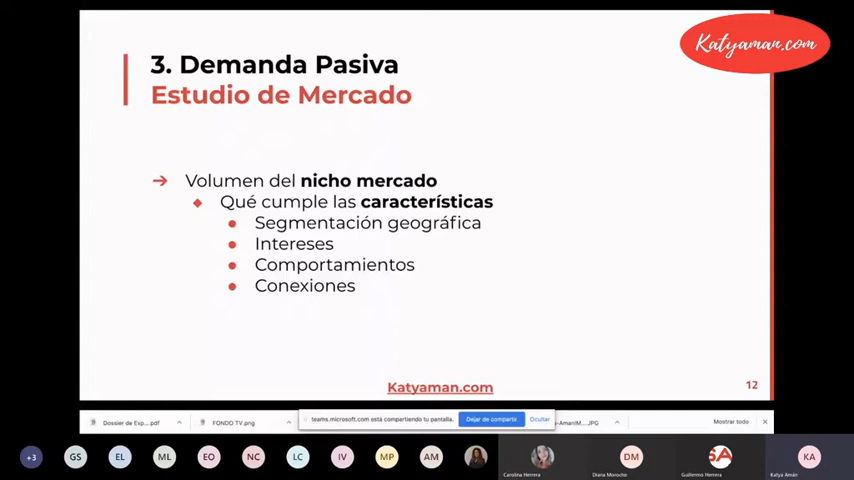 Katyaman.com
3. Demanda Pasiva
Estudio de Mercado
Volumen del nicho mercado
Qué cumple las características
Segmentación geográfica
Intereses
Comportamientos
Conexiones
Katyaman.com
12
Dossier de Exp....pdf
FONDO TV.png
teams.microsoft.com está compartiendo tu pantalla.
Dejar de compartir
Ocultar
-AmanIM....JPG
Mostrar todo
+3
GS
EL
ML
EO
NC
LC
IV
MP
AM
DM
SA
KA
Carolina Herrera
Diana Morocho
Guillermo Herrera
Katya Amán